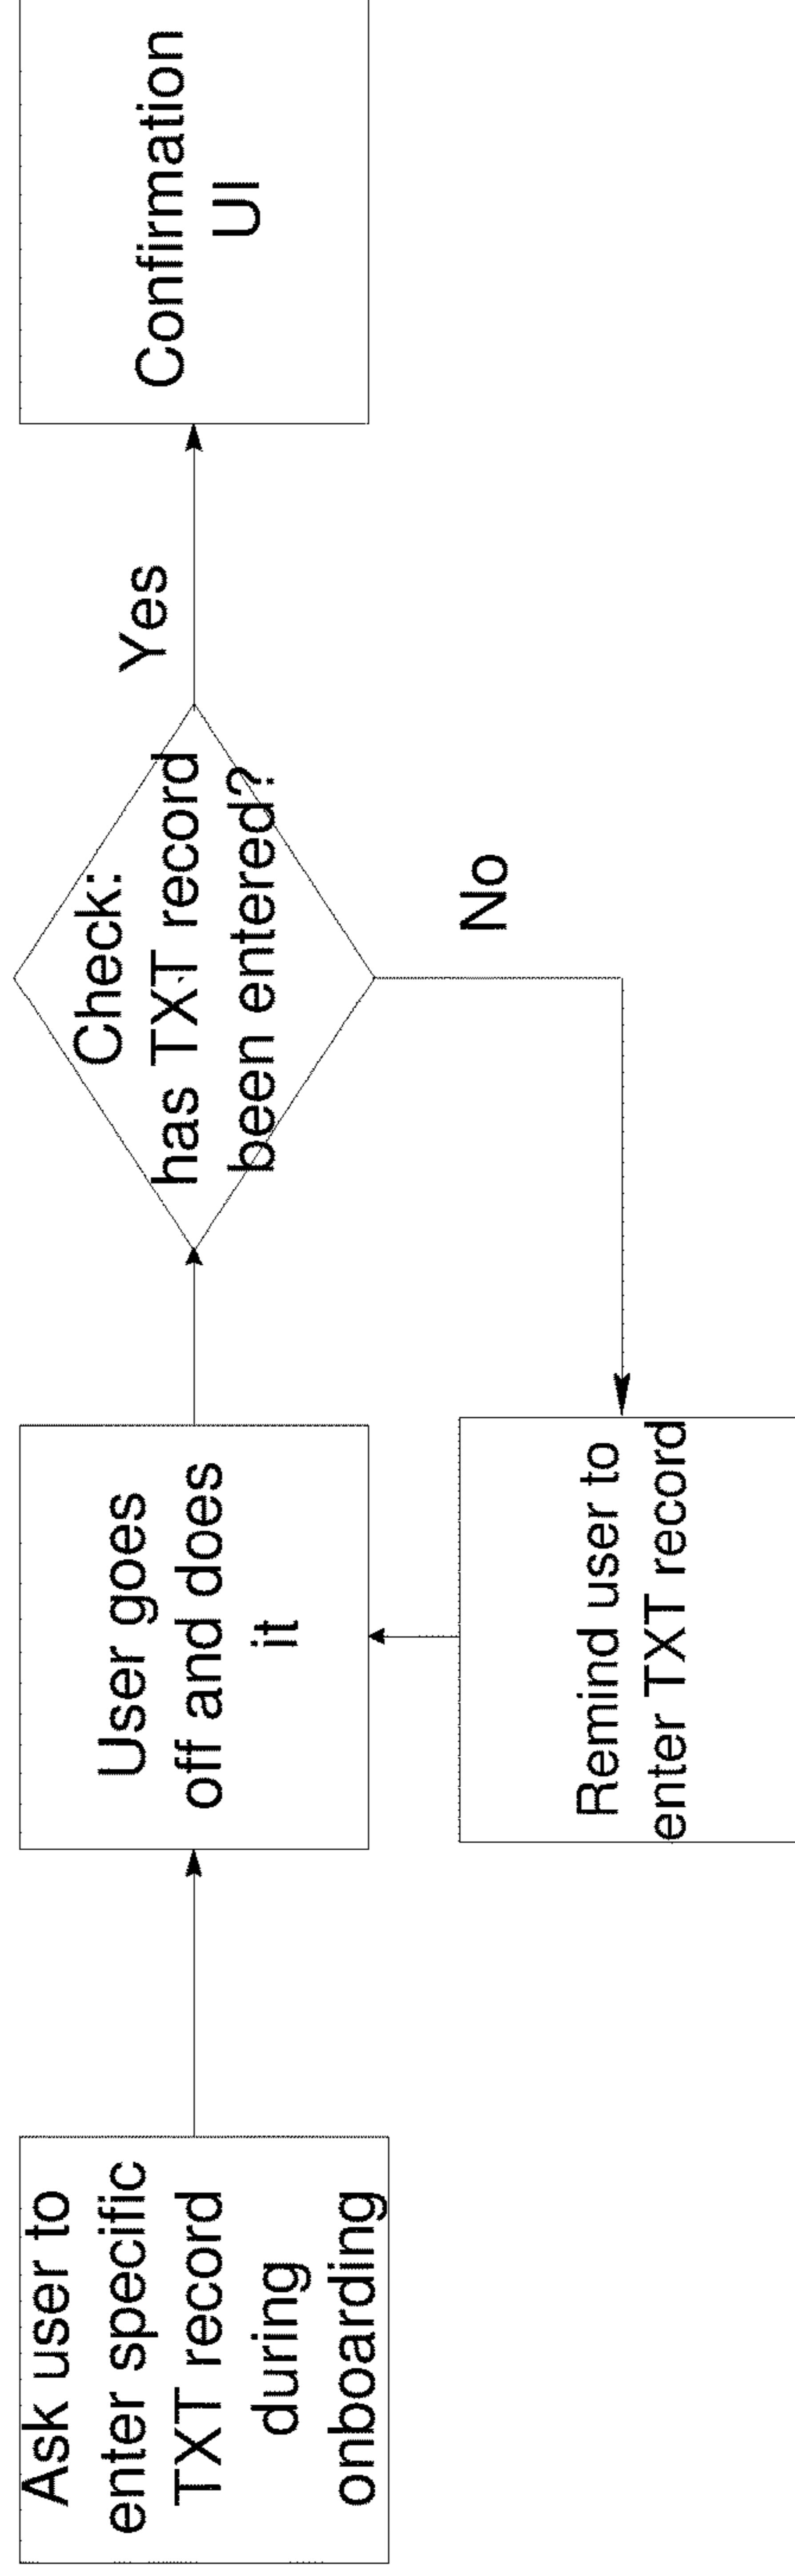 Ask user to
enter specific
TXT record
during
onboarding
User goes
off and does
it
Check:
has TXT record
been entered?
Yes
Confirmation
UI
No
Remind user to
enter TXT record